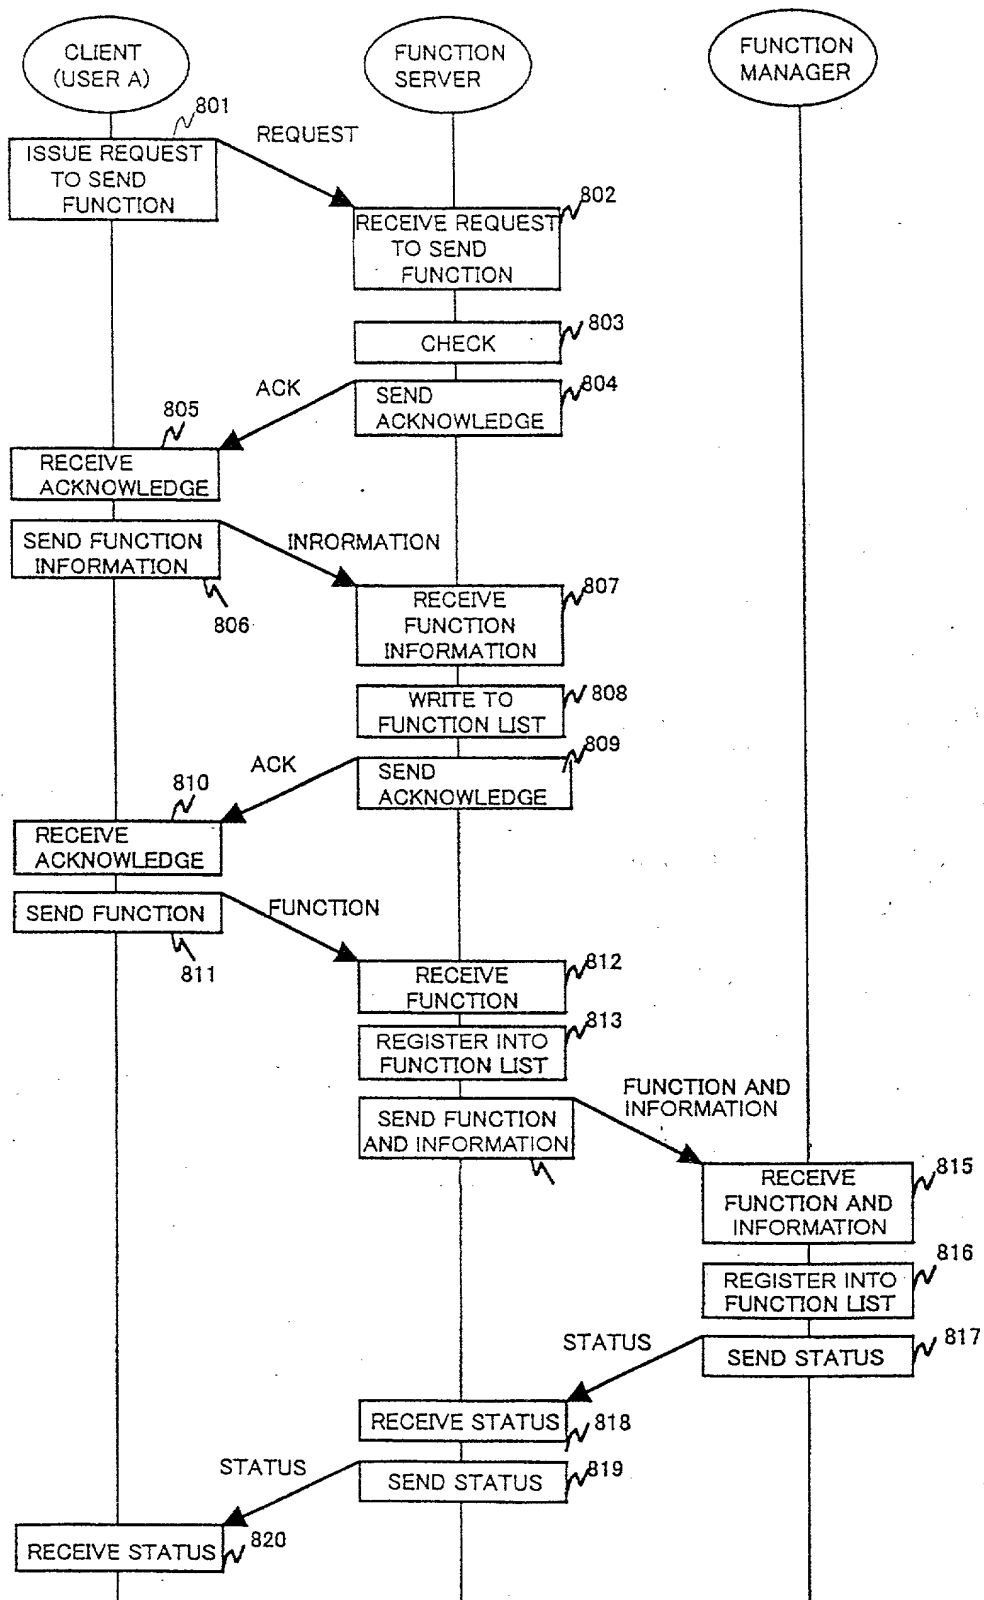 CLIENT
(USER A)
FUNCTION
SERVER
FUNCTION
MANAGER
801
REQUEST
ISSUE REQUEST
TO SEND
FUNCTION
802
RECEIVE REQUEST
TO SEND
FUNCTION
803
CHECK
ACK
804
SEND
ACKNOWLEDGE
805
RECEIVE
ACKNOWLEDGE
SEND FUNCTION
INFORMATION
INRORMATION
806
807
RECEIVE
FUNCTION
INFORMATION
808
WRITE TO
FUNCTION LIST
809
ACK
SEND
ACKNOWLEDGE
810
RECEIVE
ACKNOWLEDGE
SEND FUNCTION
FUNCTION
811
812
RECEIVE
FUNCTION
813
REGISTER INTO
FUNCTION LIST
FUNCTION AND
INFORMATION
SEND FUNCTION
AND INFORMATION
815
RECEIVE
FUNCTION AND
INFORMATION
816
REGISTER INTO
FUNCTION LIST
817
STATUS
SEND STATUS
RECEIVE STATUS
818
STATUS
819
SEND STATUS
820
RECEIVE STATUS